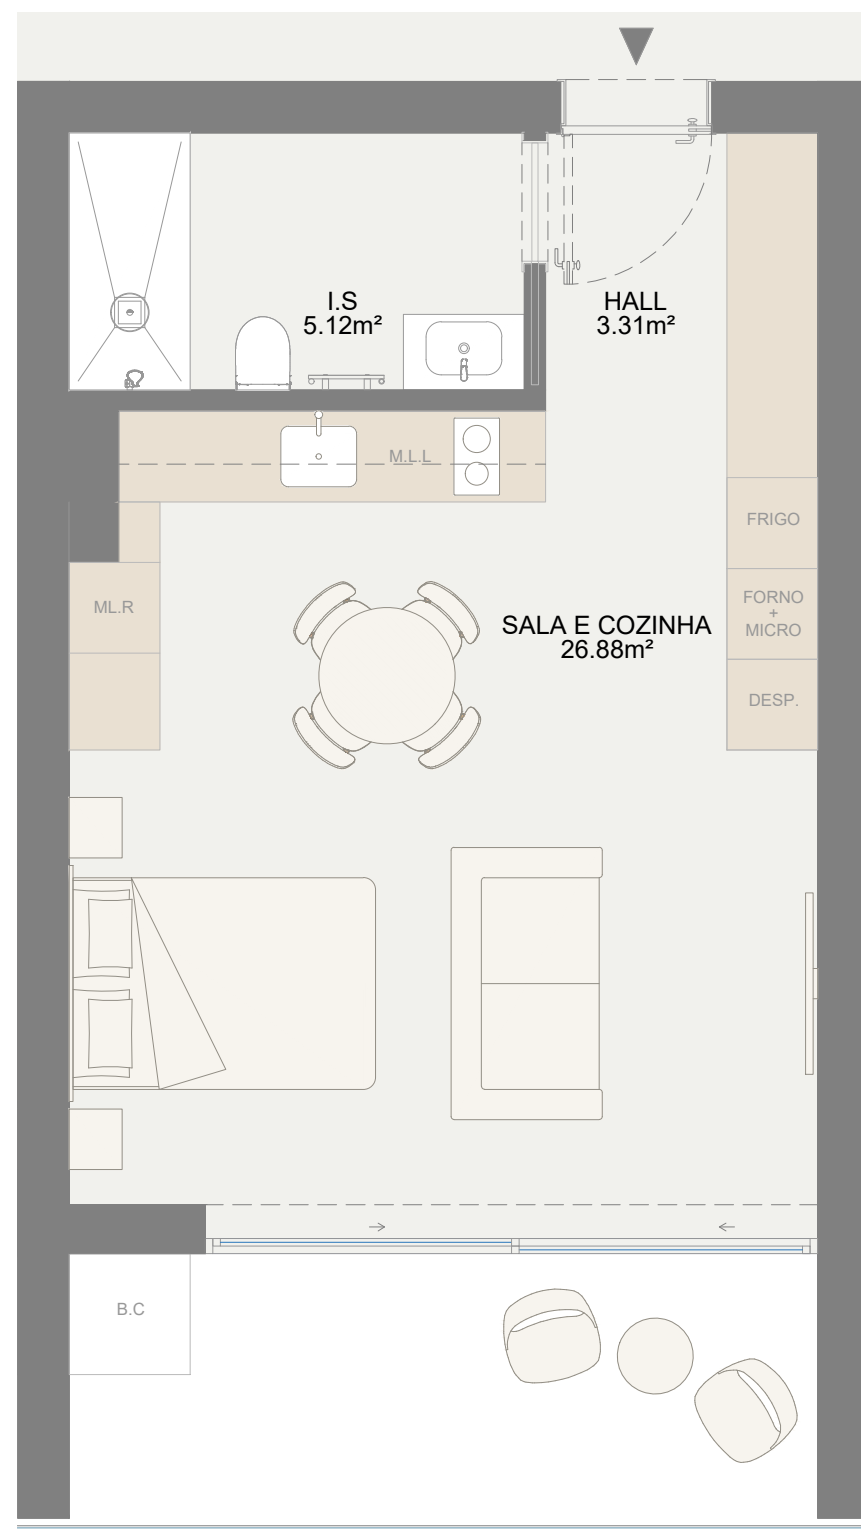 I.S
5.12m²
HALL
3.31m²
M.L.L
FRIGO
ML.R
FORNO
+
MICRO
SALA E COZINHA
26.88m²
DESP.
B.C